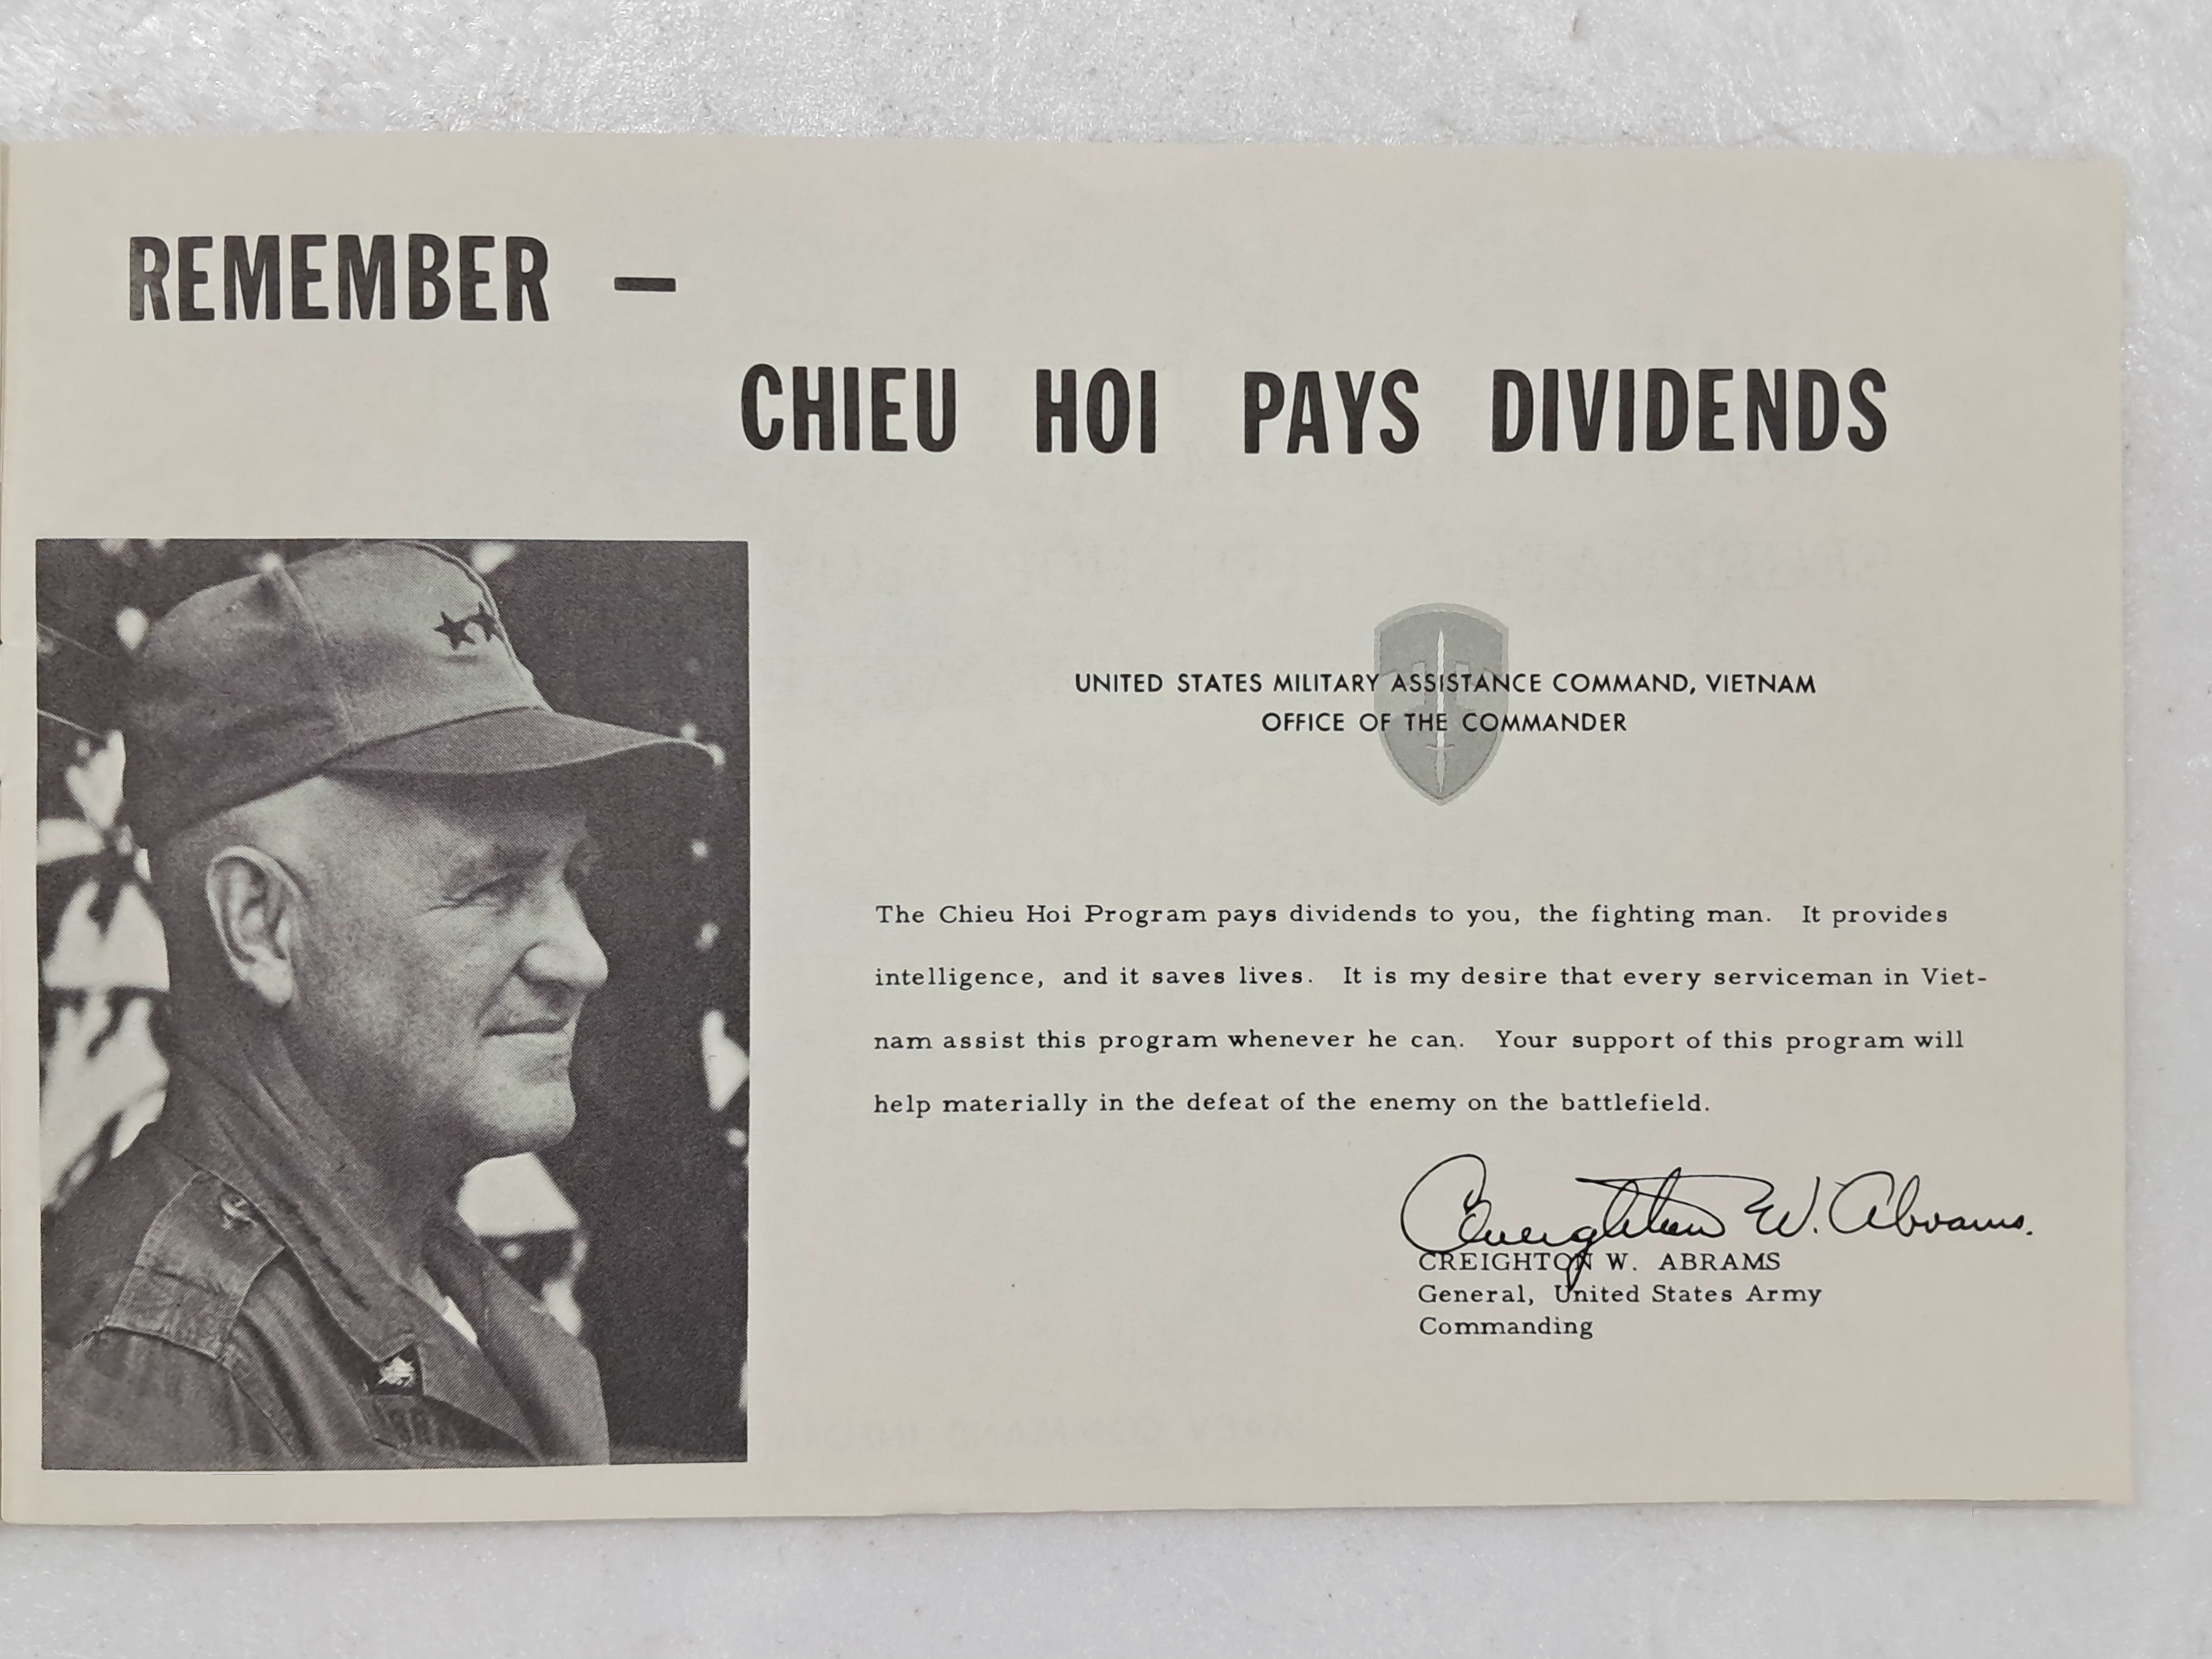 REMEMBER –
CHIEU HOI PAYS DIVIDENDS
UNITED STATES MILITARY ASSISTANCE COMMAND, VIETNAM
OFFICE OF THE COMMANDER
The Chieu Hoi Program pays dividends to you, the fighting man. It provides
intelligence, and it saves lives. It is my desire that every serviceman in Viet-
nam assist this program whenever he can. Your support of this program will
help materially in the defeat of the enemy on the battlefield.
Creighton W. Abrams.
CREIGHTON W. ABRAMS
General, United States Army
Commanding